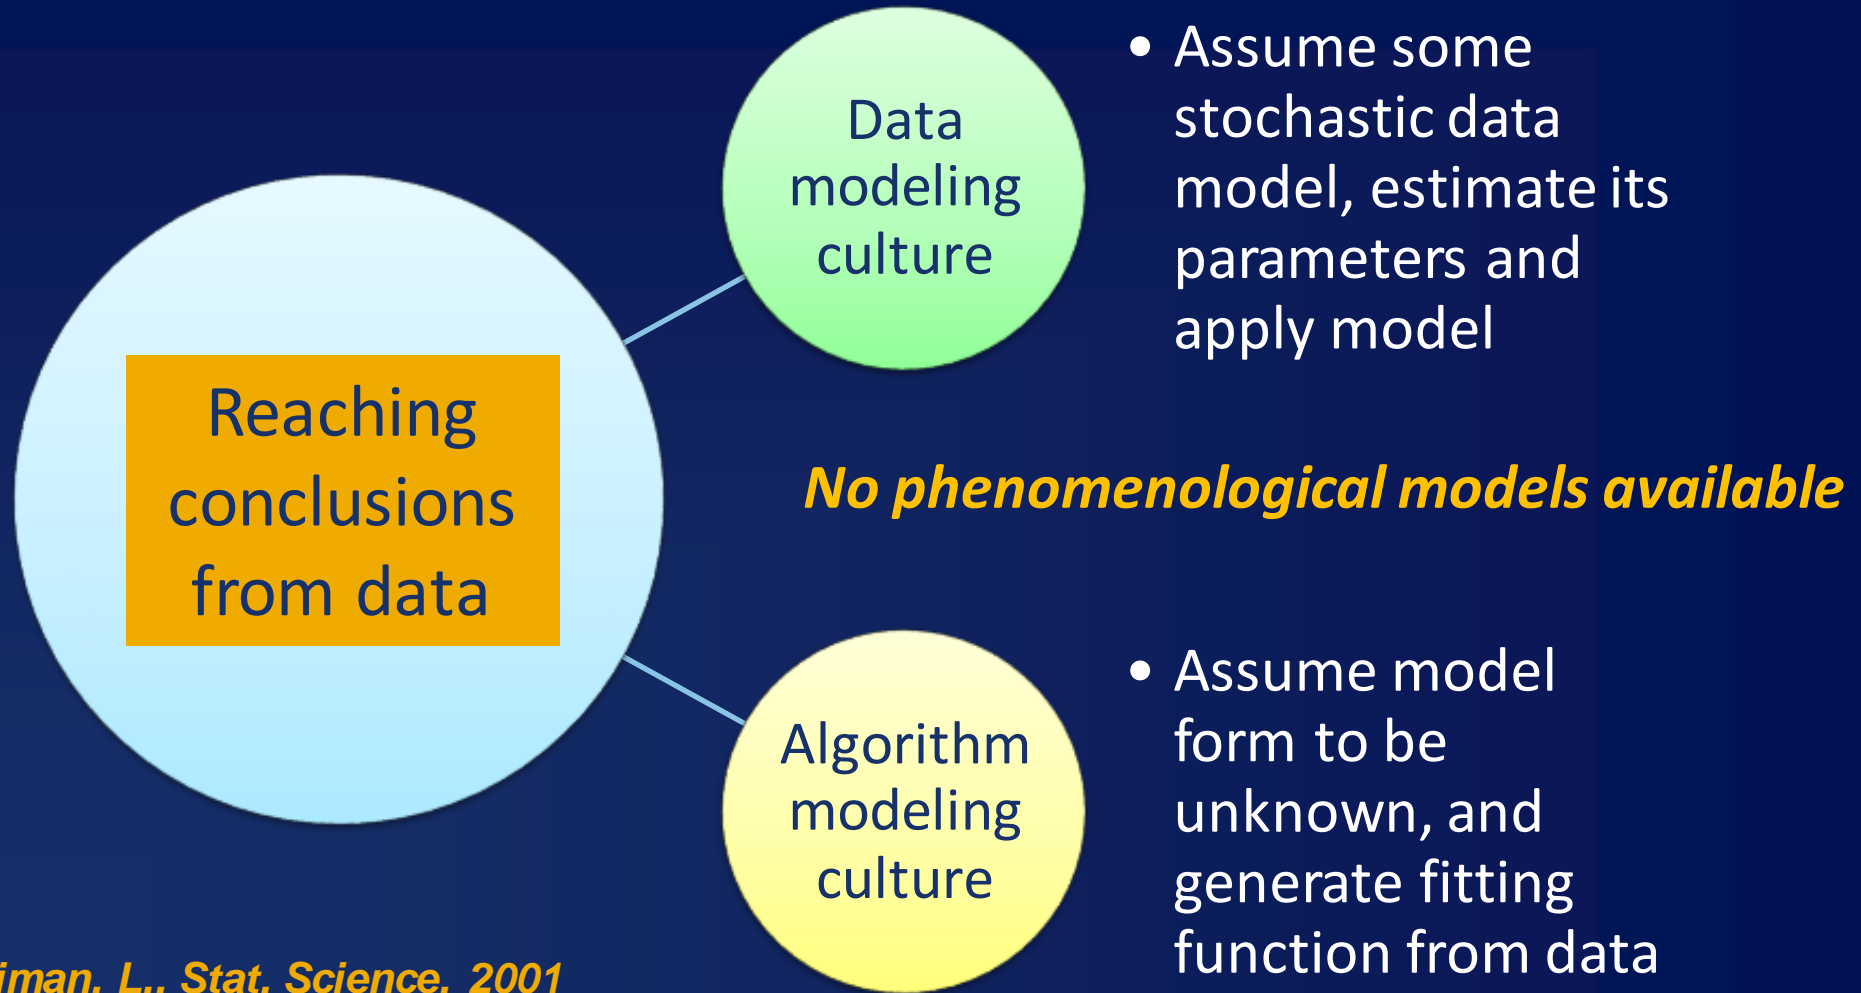 Reaching
conclusions
from data
Data
modeling
culture
• Assume some
stochastic data
model, estimate its
parameters and
apply model
No phenomenological models available
Algorithm
modeling
culture
• Assume model
form to be
unknown, and
generate fitting
function from data
iman, L., Stat. Science, 2001